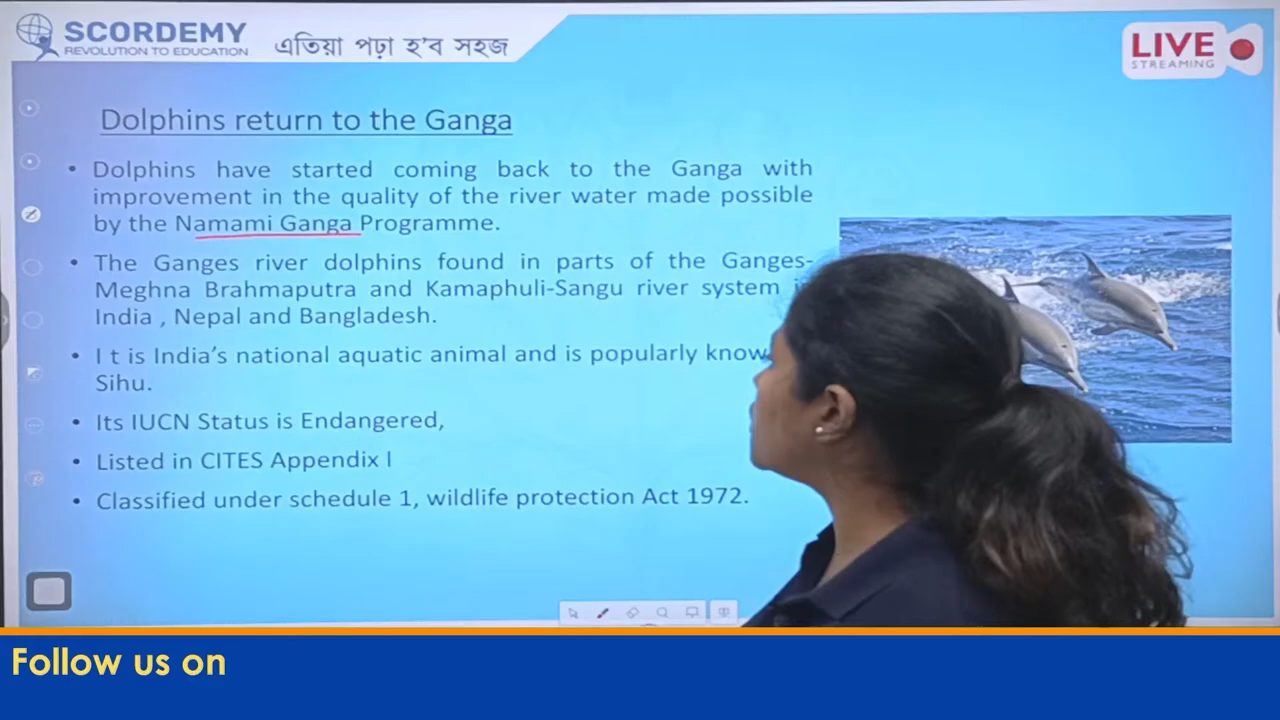 SCORDEMY
REVOLUTION TO EDUCATION
এতিয়া পঢ়া হ'ব সহজ
LIVE
STREAMING
Dolphins return to the Ganga
• Dolphins have started coming back to the Ganga with
improvement in the quality of the river water made possible
by the Namami Ganga Programme.
• The Ganges river dolphins found in parts of the Ganges-
Meghna Brahmaputra and Kamaphuli-Sangu river system
India , Nepal and Bangladesh.
• I t is India's national aquatic animal and is popularly know
Sihu.
• Its IUCN Status is Endangered,
• Listed in CITES Appendix I
• Classified under schedule 1, wildlife protection Act 1972.
Follow us on